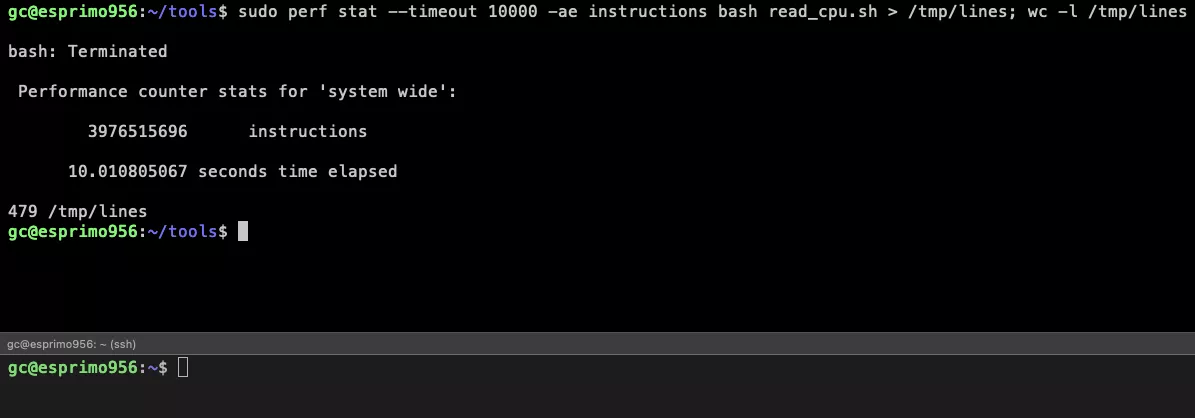 gc@esprimo956:~/tools$ sudo perf stat --timeout 10000 -ae instructions bash read_cpu.sh > /tmp/lines; wc -l /tmp/lines
bash: Terminated
Performance counter stats for 'system wide':
3976515696 instructions
10.010805067 seconds time elapsed
479 /tmp/lines
gc@esprimo956:~/tools$
gc@esprimo956: ~ (ssh)
gc@esprimo956:~$